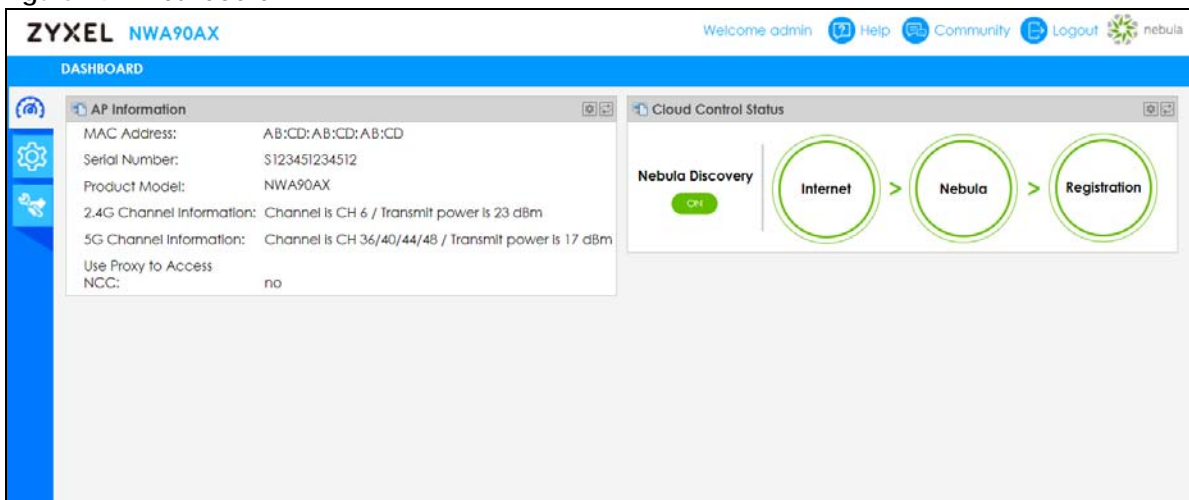 ZYXEL NWA90AX
Welcome admin Help Community Logout nebula
DASHBOARD
AP Information
MAC Address: AB:CD:AB:CD:AB:CD
Serial Number: S123451234512
Product Model: NWA90AX
2.4G Channel Information: Channel is CH 6 / Transmit power is 23 dBm
5G Channel Information: Channel is CH 36/40/44/48 / Transmit power is 17 dBm
Use Proxy to Access
NCC: no
Cloud Control Status
Nebula Discovery
ON
Internet > Nebula > Registration